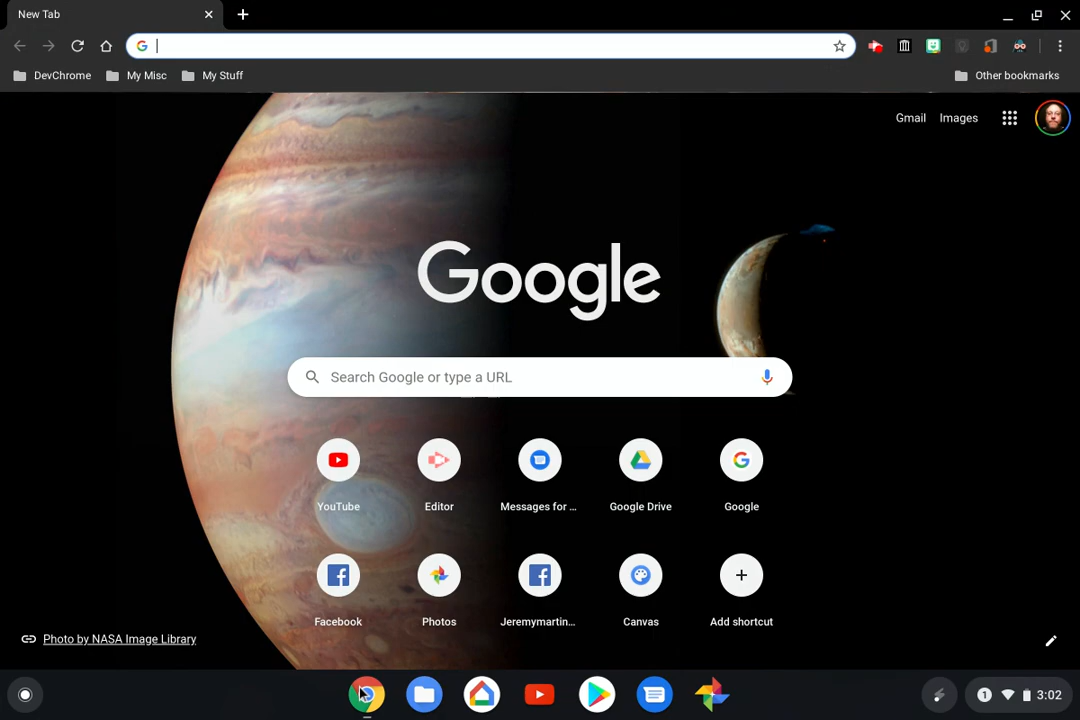 New Tab
DevChrome
My Misc
My Stuff
Other bookmarks
Gmail
Images
Google
Search Google or type a URL
YouTube
Editor
Messages for ...
Google Drive
Google
Facebook
Photos
Jeremymartin...
Canvas
Add shortcut
Photo by NASA Image Library
1
3:02